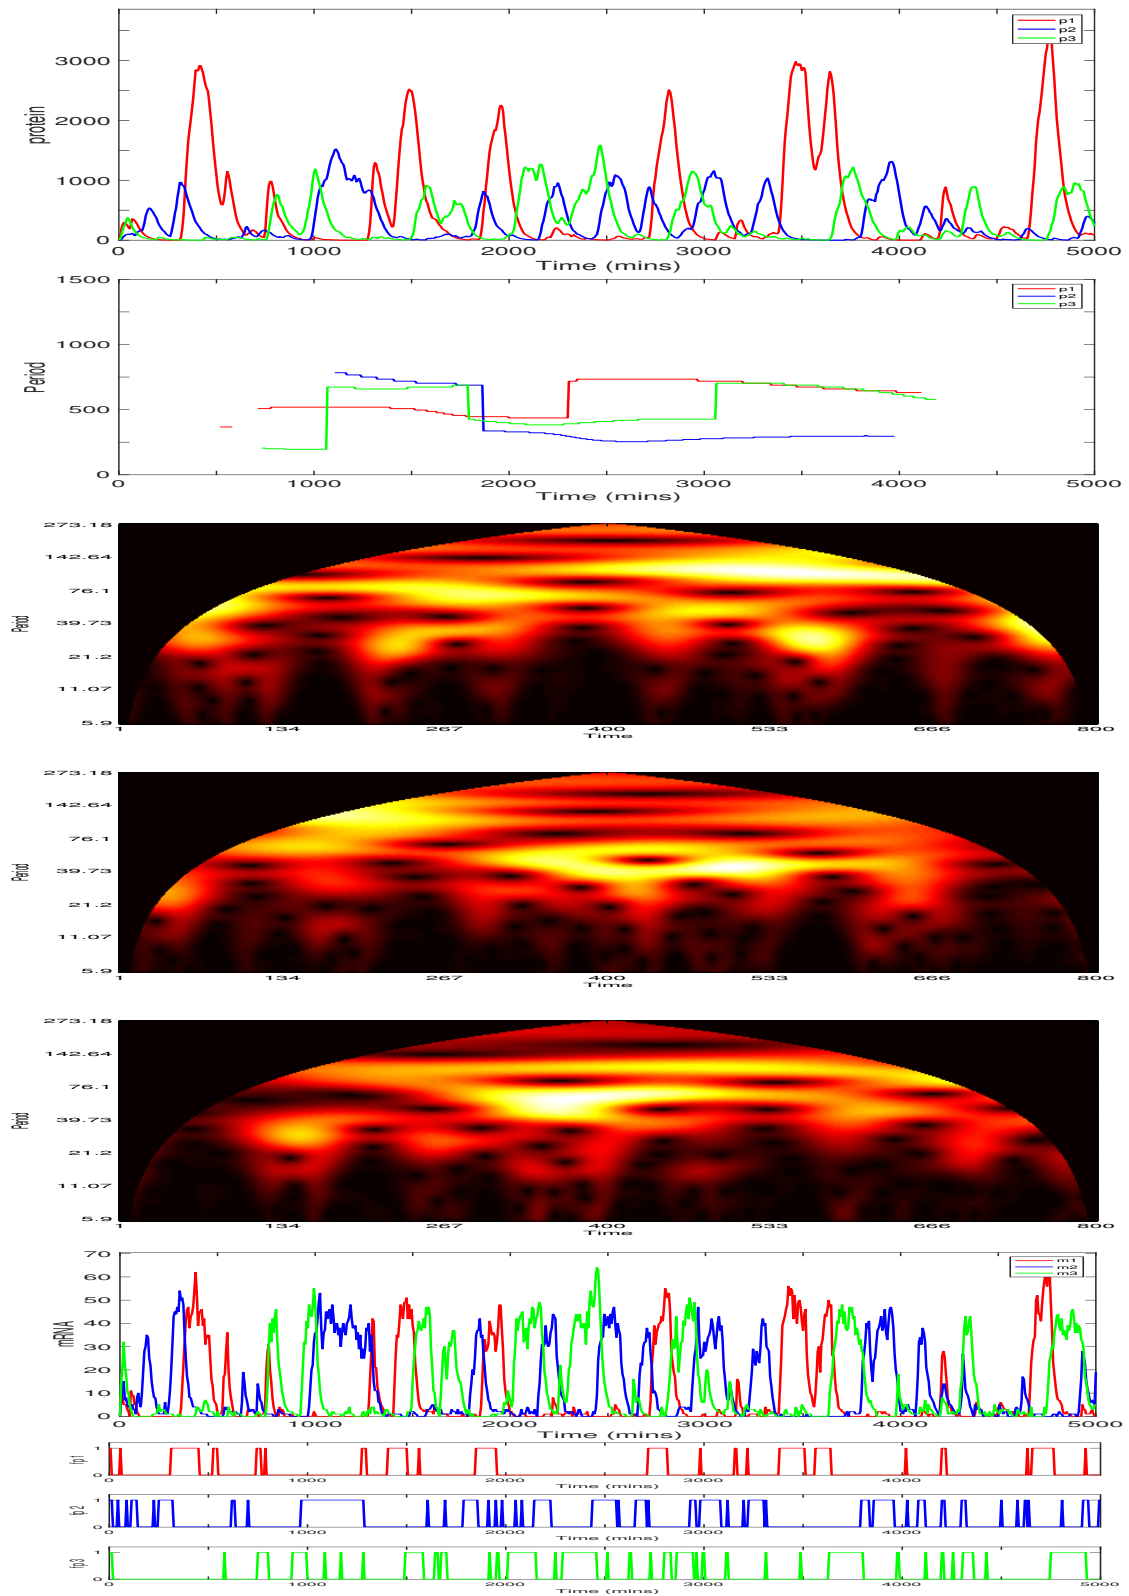 p1
p2
p3
3000
2000
1000
0
protein
0 1000 2000 3000 4000 5000
Time (mins)
p1
p2
p3
1500
1000
500
0
Period
0 1000 2000 3000 4000 5000
Time (mins)
273.18
142.64
76.1
39.73
21.2
11.07
5.9
Period
1 134 267 400 533 666 800
Time
273.18
142.64
76.1
39.73
21.2
11.07
5.9
Period
1 134 267 400 533 666 800
Time
273.18
142.64
76.1
39.73
21.2
11.07
5.9
Period
1 134 267 400 533 666 800
Time
m1
m2
m3
70
60
50
40
30
20
10
0
mRNA
0 1000 2000 3000 4000 5000
Time (mins)
1
0
fp1
0 1000 2000 3000 4000 5000
Time (mins)
1
0
fp2
0 1000 2000 3000 4000 5000
Time (mins)
1
0
fp3
0 1000 2000 3000 4000 5000
Time (mins)